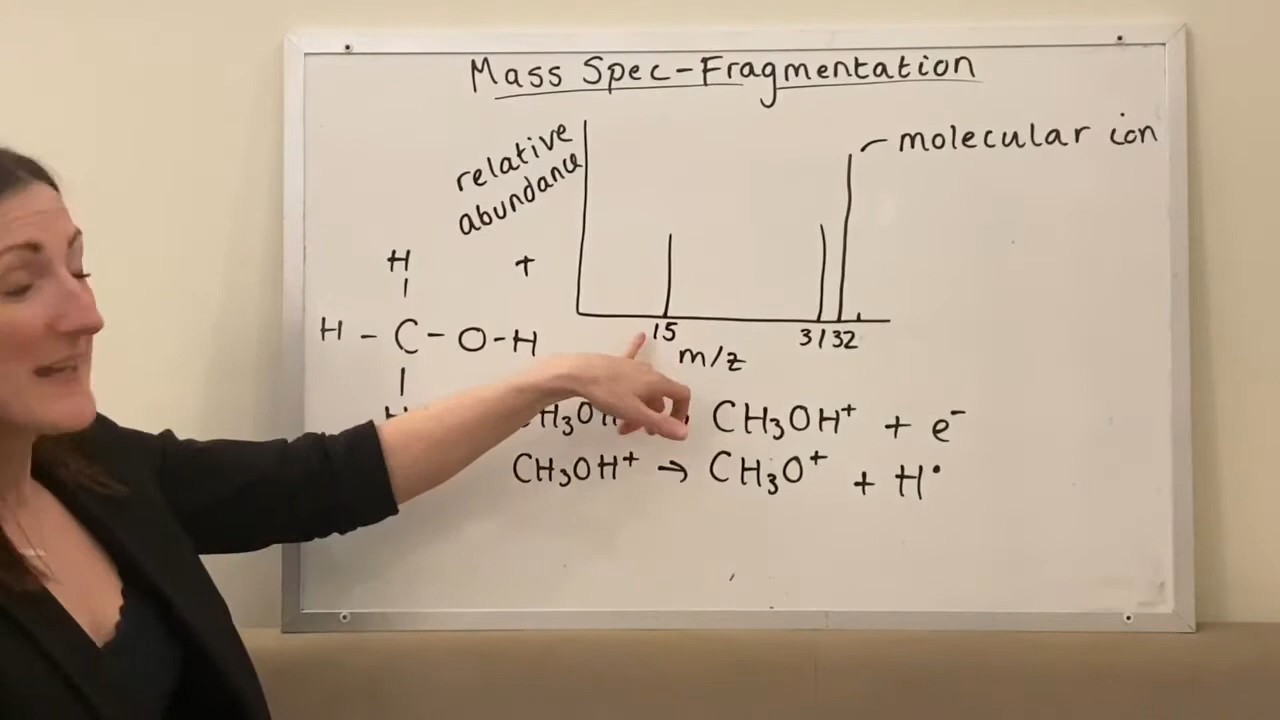 Mass Spec-Fragmentation
relative
abundance
molecular ion
H
+
H - C - O - H
15
31 32
m/z
CH₃OH⁺ + e⁻
CH₃OH⁺ → CH₃O⁺ + H•